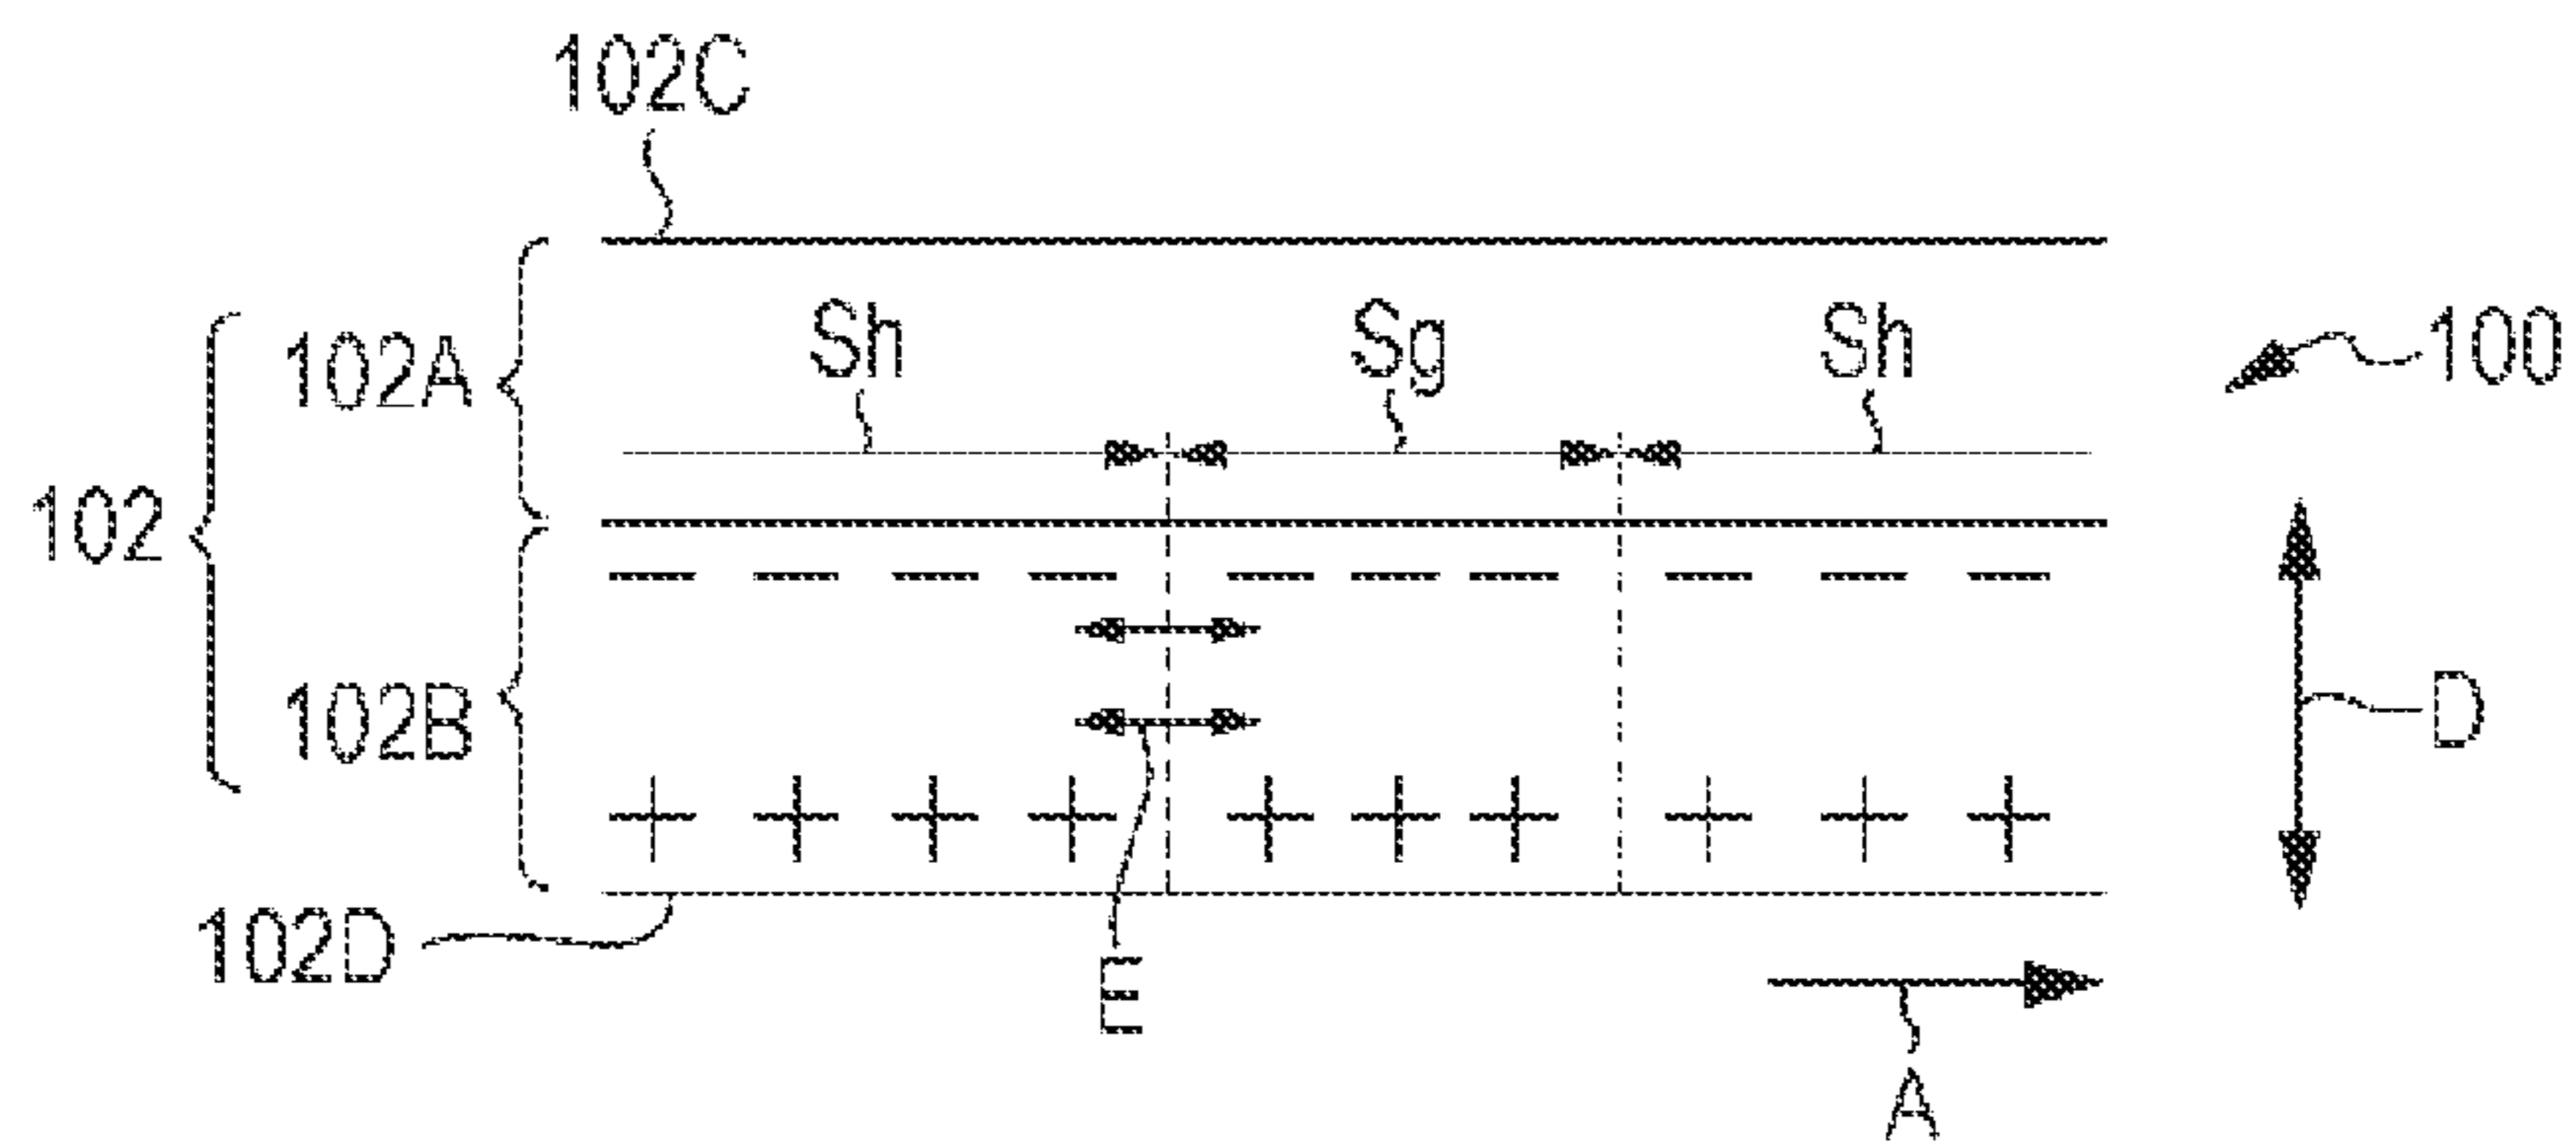 102C
Sh Sg Sh
100
102A
102
102B
D
− − − − − − − − − −
+ + + + + + + + + +
102D
E
A